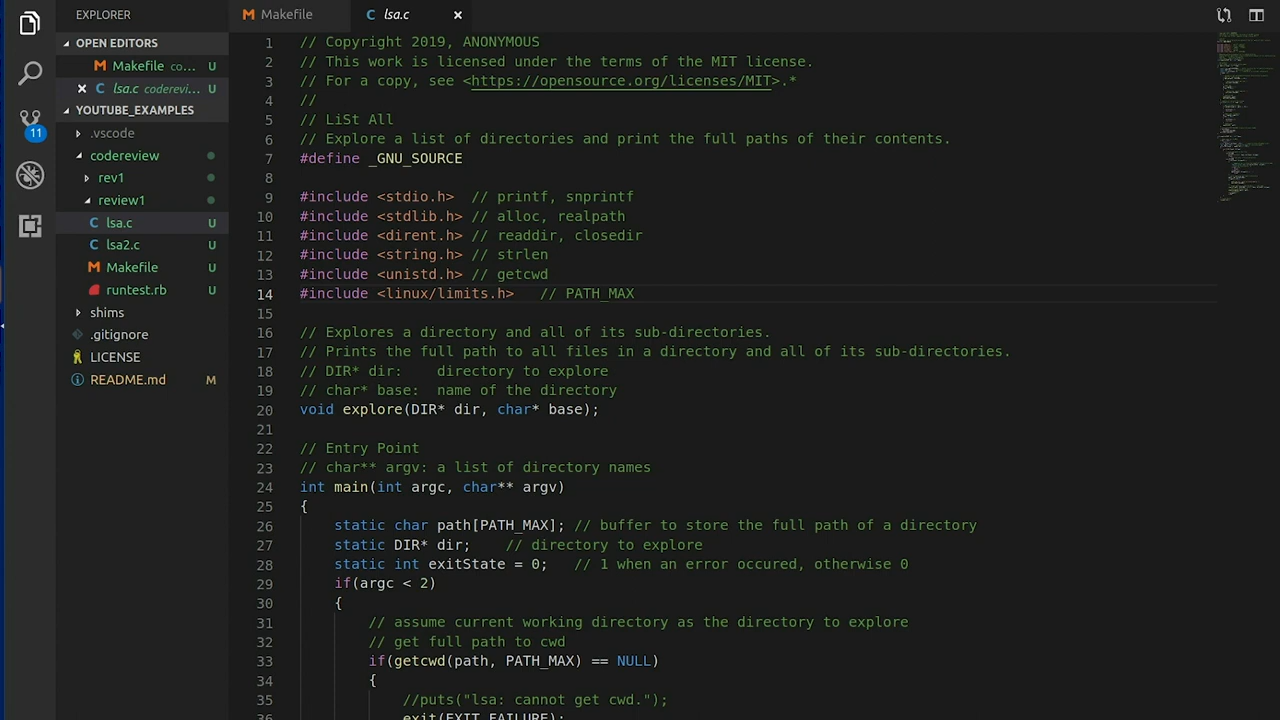 EXPLORER
OPEN EDITORS
Makefile co... U
lsa.c coderevi... U
YOUTUBE_EXAMPLES
.vscode
codereview
rev1
review1
lsa.c U
lsa2.c U
Makefile U
runtest.rb U
shims
.gitignore
LICENSE
README.md M
11
Makefile
lsa.c
1 // Copyright 2019, ANONYMOUS
2 // This work is licensed under the terms of the MIT license.
3 // For a copy, see <https://opensource.org/licenses/MIT>.*
4 //
5 // LiSt All
6 // Explore a list of directories and print the full paths of their contents.
7 #define _GNU_SOURCE
8
9 #include <stdio.h>  // printf, snprintf
10 #include <stdlib.h> // alloc, realpath
11 #include <dirent.h> // readdir, closedir
12 #include <string.h> // strlen
13 #include <unistd.h> // getcwd
14 #include <linux/limits.h>   // PATH_MAX
15
16 // Explores a directory and all of its sub-directories.
17 // Prints the full path to all files in a directory and all of its sub-directories.
18 // DIR* dir:    directory to explore
19 // char* base:  name of the directory
20 void explore(DIR* dir, char* base);
21
22 // Entry Point
23 // char** argv: a list of directory names
24 int main(int argc, char** argv)
25 {
26     static char path[PATH_MAX]; // buffer to store the full path of a directory
27     static DIR* dir;    // directory to explore
28     static int exitState = 0;   // 1 when an error occured, otherwise 0
29     if(argc < 2)
30     {
31         // assume current working directory as the directory to explore
32         // get full path to cwd
33         if(getcwd(path, PATH_MAX) == NULL)
34         {
35             //puts("lsa: cannot get cwd.");
36             exit(EXIT_FAILURE);